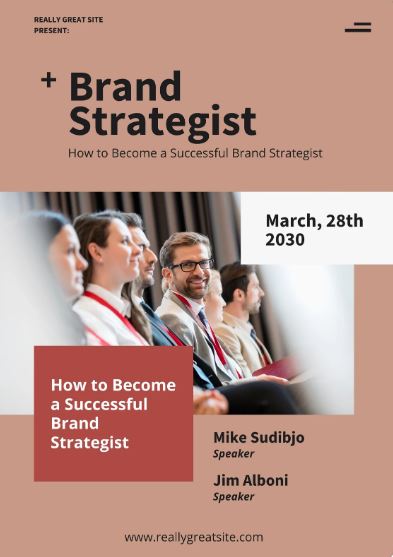 REALLY GREAT SITE
PRESENT:
+ Brand
Strategist
How to Become a Successful Brand Strategist
March, 28th
2030
How to Become
a Successful
Brand
Strategist
Mike Sudibjo
Speaker
Jim Alboni
Speaker
www.reallygreatsite.com